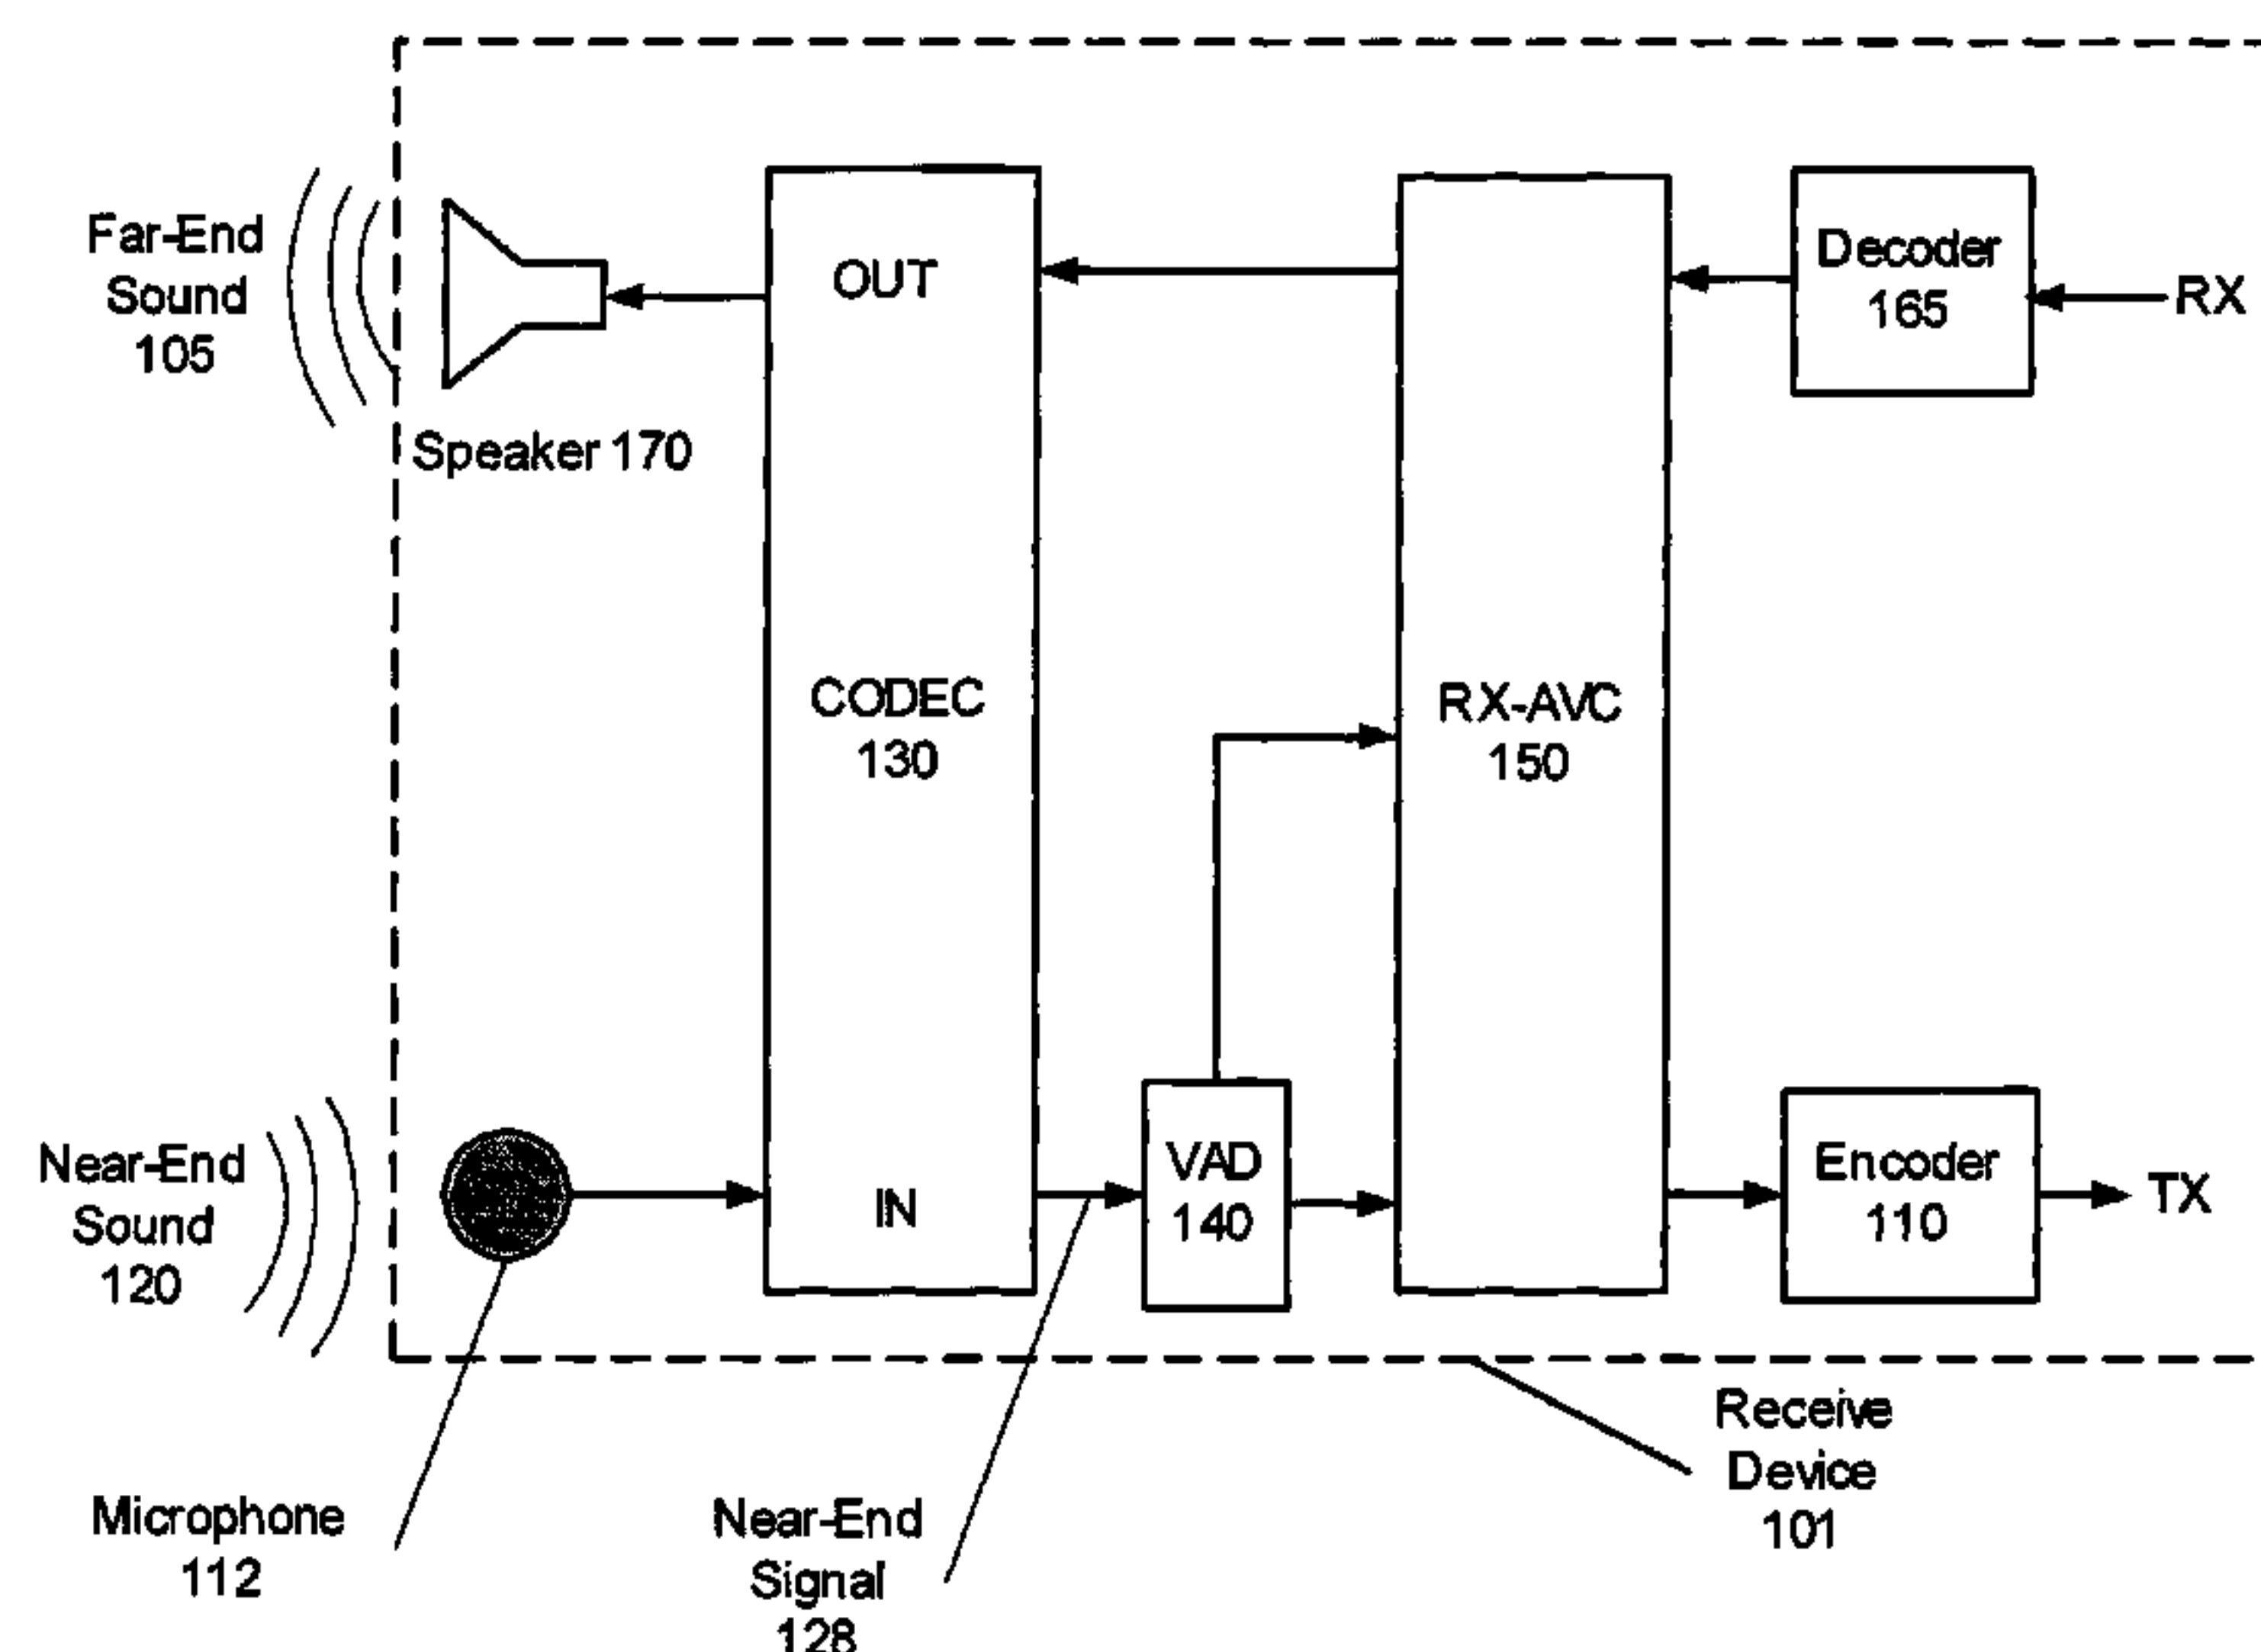 Far-End
Sound
105
Speaker 170
OUT
Decoder
165
RX
CODEC
130
RX-AVC
150
Near-End
Sound
120
IN
VAD
140
Encoder
110
TX
Microphone
112
Near-End
Signal
128
Receive
Device
101